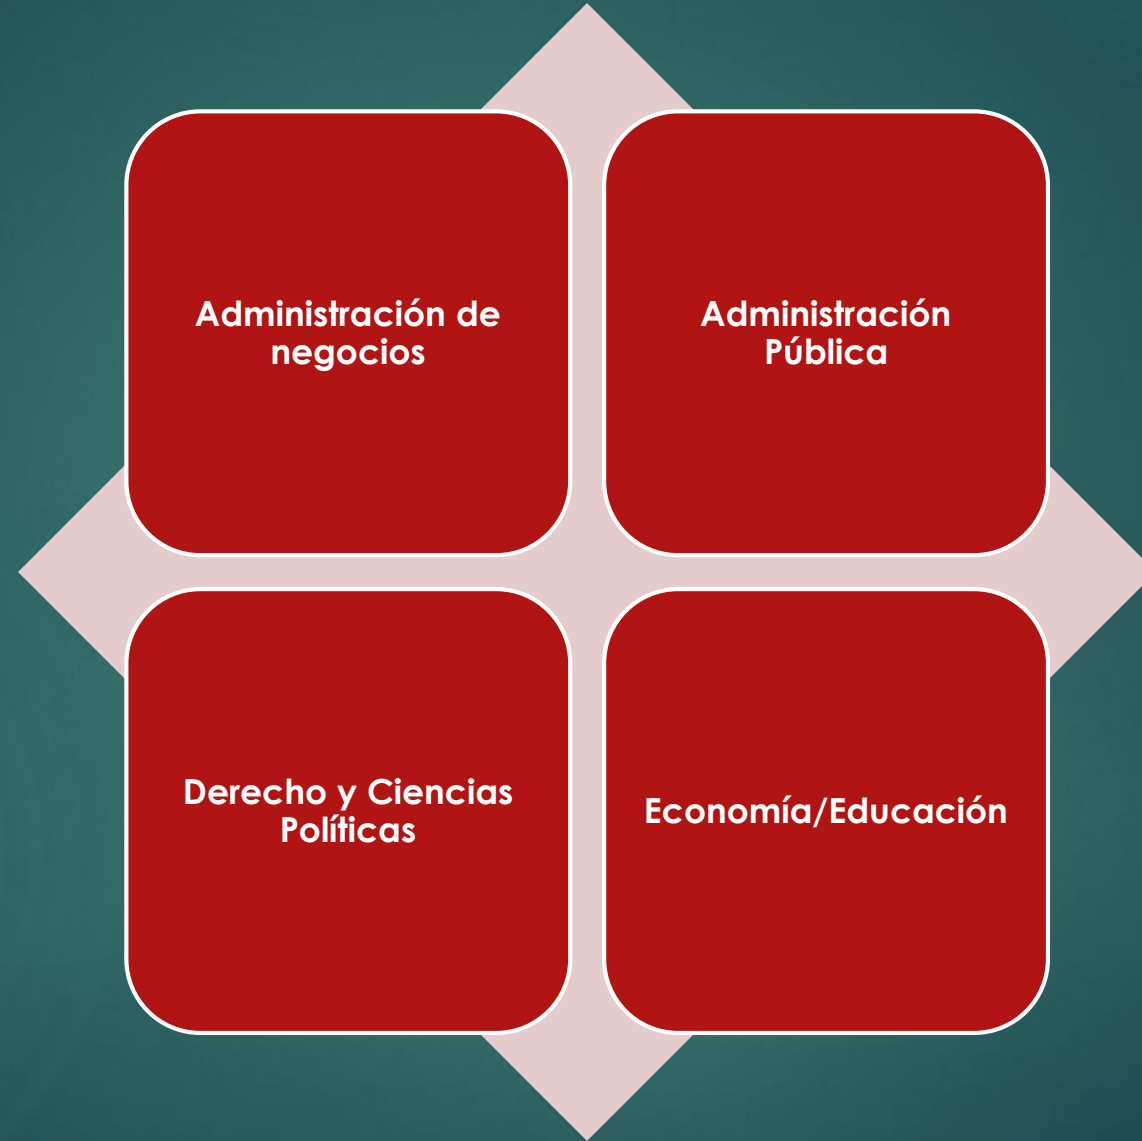 Administración de
negocios
Administración
Pública
Derecho y Ciencias
Políticas
Economía/Educación